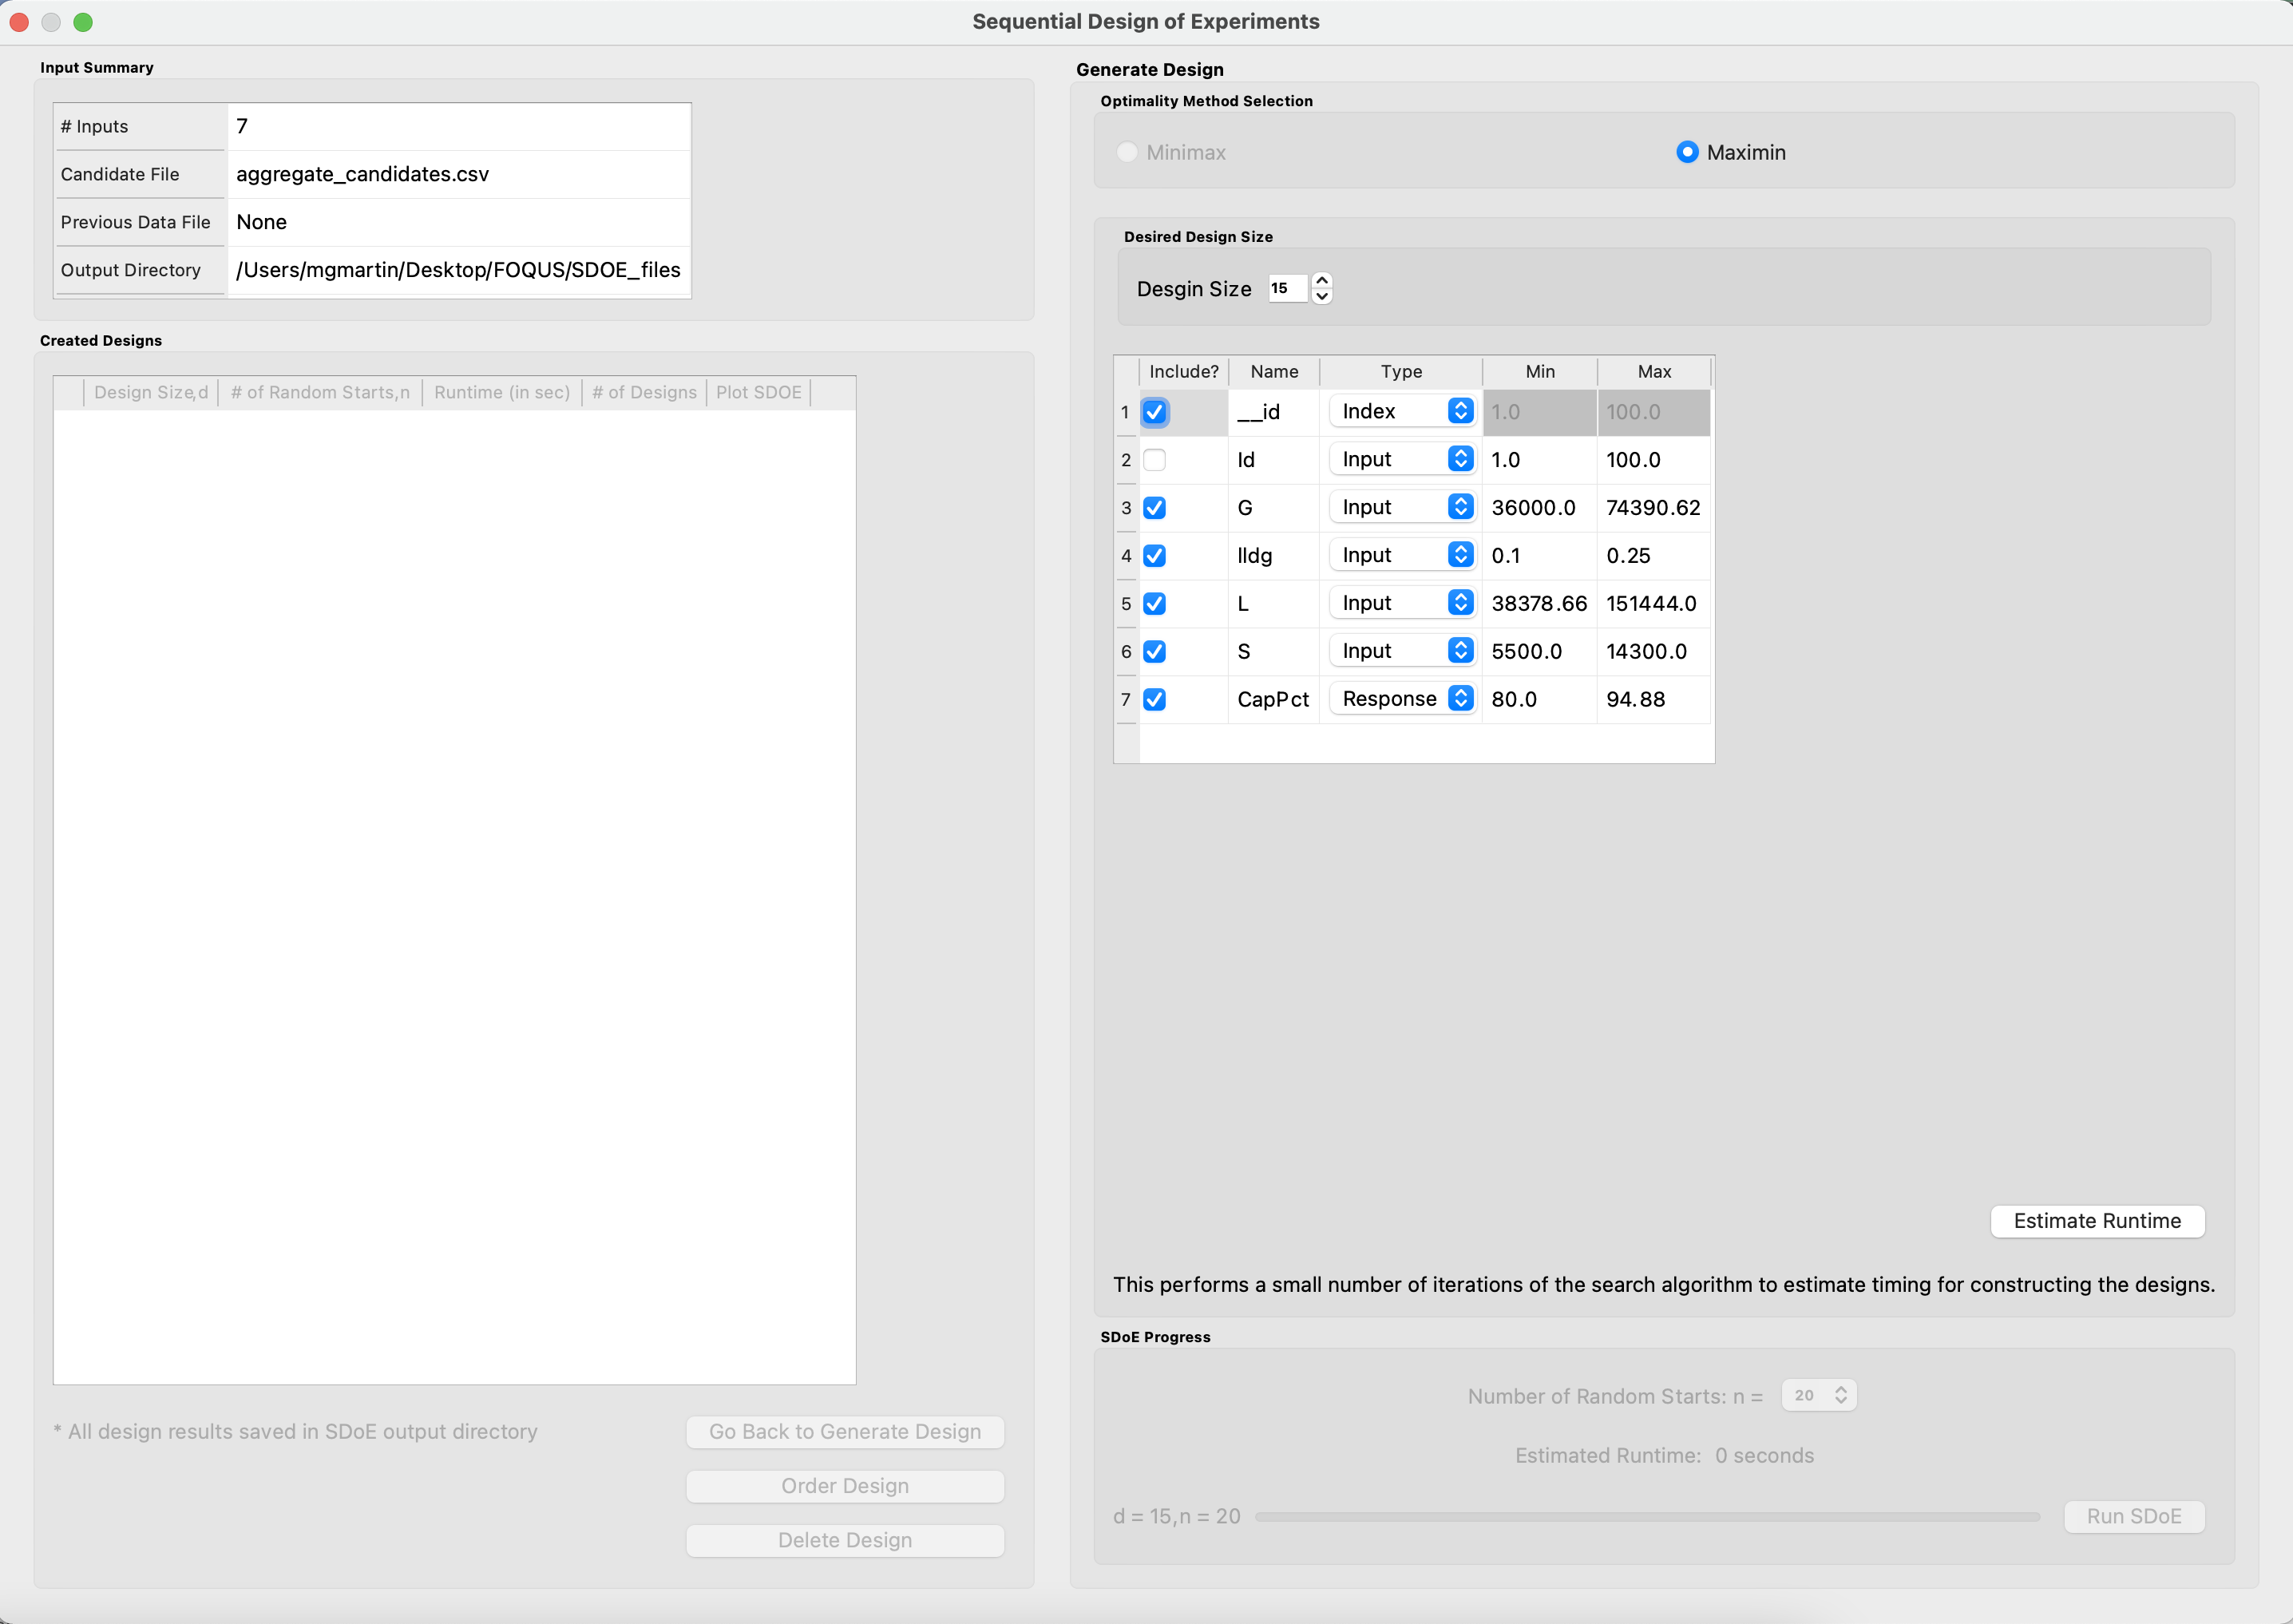 Sequential Design of Experiments
Input Summary
# Inputs 7
Candidate File aggregate_candidates.csv
Previous Data File None
Output Directory /Users/mgmartin/Desktop/FOQUS/SDOE_files
Created Designs
Design Size,d # of Random Starts,n Runtime (in sec) # of Designs Plot SDOE
* All design results saved in SDoE output directory
Go Back to Generate Design
Order Design
Delete Design
Generate Design
Optimality Method Selection
Minimax Maximin
Desired Design Size
Desgin Size 15
Include? Name Type Min Max
1 __id Index 1.0 100.0
2 Id Input 1.0 100.0
3 G Input 36000.0 74390.62
4 lldg Input 0.1 0.25
5 L Input 38378.66 151444.0
6 S Input 5500.0 14300.0
7 CapPct Response 80.0 94.88
Estimate Runtime
This performs a small number of iterations of the search algorithm to estimate timing for constructing the designs.
SDoE Progress
Number of Random Starts: n = 20
Estimated Runtime: 0 seconds
d = 15,n = 20 Run SDoE